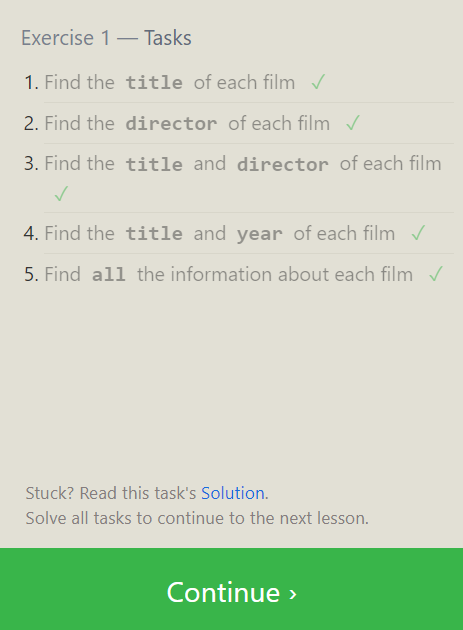 Exercise 1 — Tasks
1. Find the title of each film ✓
2. Find the director of each film ✓
3. Find the title and director of each film
✓
4. Find the title and year of each film ✓
5. Find all the information about each film ✓
Stuck? Read this task's Solution.
Solve all tasks to continue to the next lesson.
Continue ›